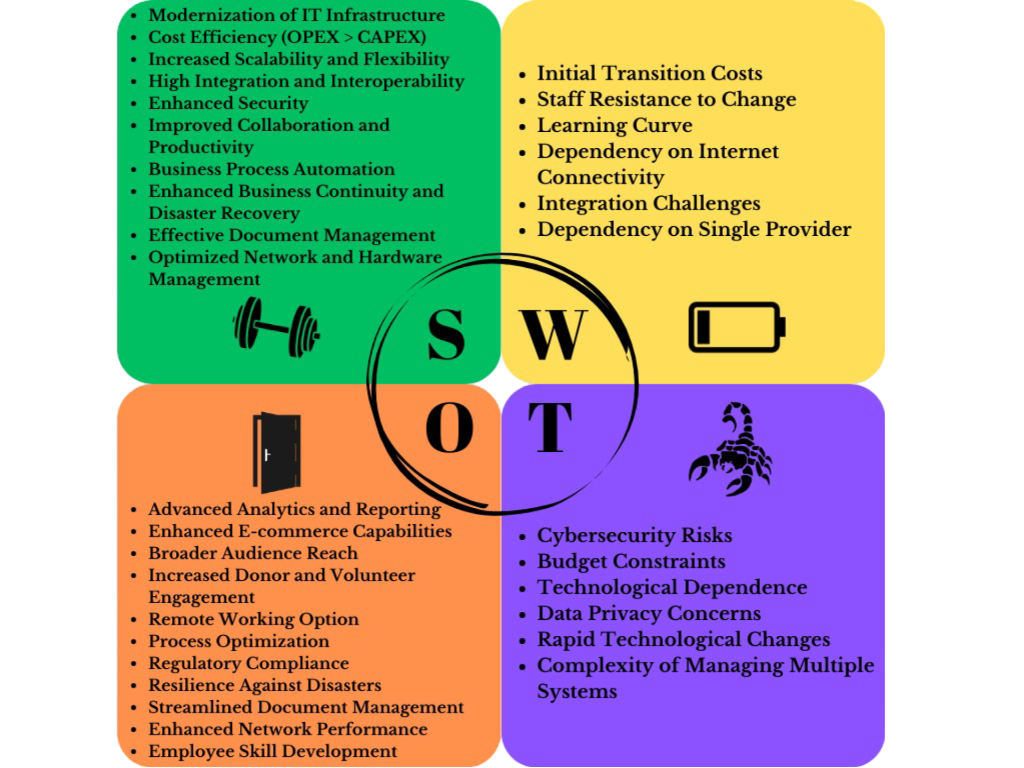 • Modernization of IT Infrastructure
• Cost Efficiency (OPEX > CAPEX)
• Increased Scalability and Flexibility
• High Integration and Interoperability
• Enhanced Security
• Improved Collaboration and
Productivity
• Business Process Automation
• Enhanced Business Continuity and
Disaster Recovery
• Effective Document Management
• Optimized Network and Hardware
Management
• Initial Transition Costs
• Staff Resistance to Change
• Learning Curve
• Dependency on Internet
Connectivity
• Integration Challenges
• Dependency on Single Provider
S W
O T
• Advanced Analytics and Reporting
• Enhanced E-commerce Capabilities
• Broader Audience Reach
• Increased Donor and Volunteer
Engagement
• Remote Working Option
• Process Optimization
• Regulatory Compliance
• Resilience Against Disasters
• Streamlined Document Management
• Enhanced Network Performance
• Employee Skill Development
• Cybersecurity Risks
• Budget Constraints
• Technological Dependence
• Data Privacy Concerns
• Rapid Technological Changes
• Complexity of Managing Multiple
Systems